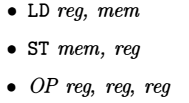 • LD reg, mem
• ST mem, reg
• OP reg, reg, reg